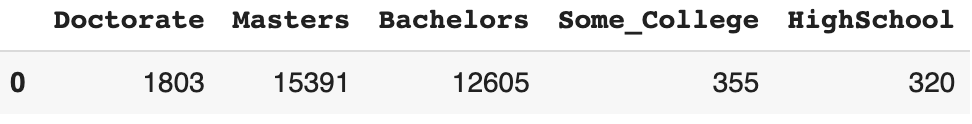 Doctorate Masters Bachelors Some_College HighSchool
0 1803 15391 12605 355 320